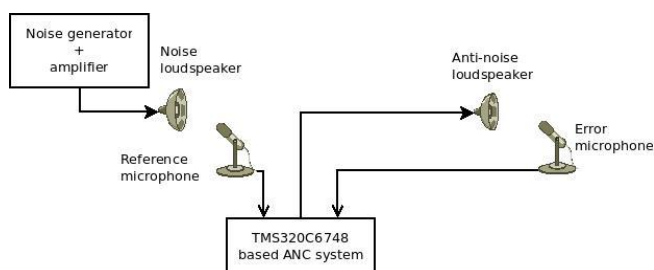 Noise generator
+
amplifier
Noise
loudspeaker
Anti-noise
loudspeaker
Reference
microphone
Error
microphone
TMS320C6748
based ANC system